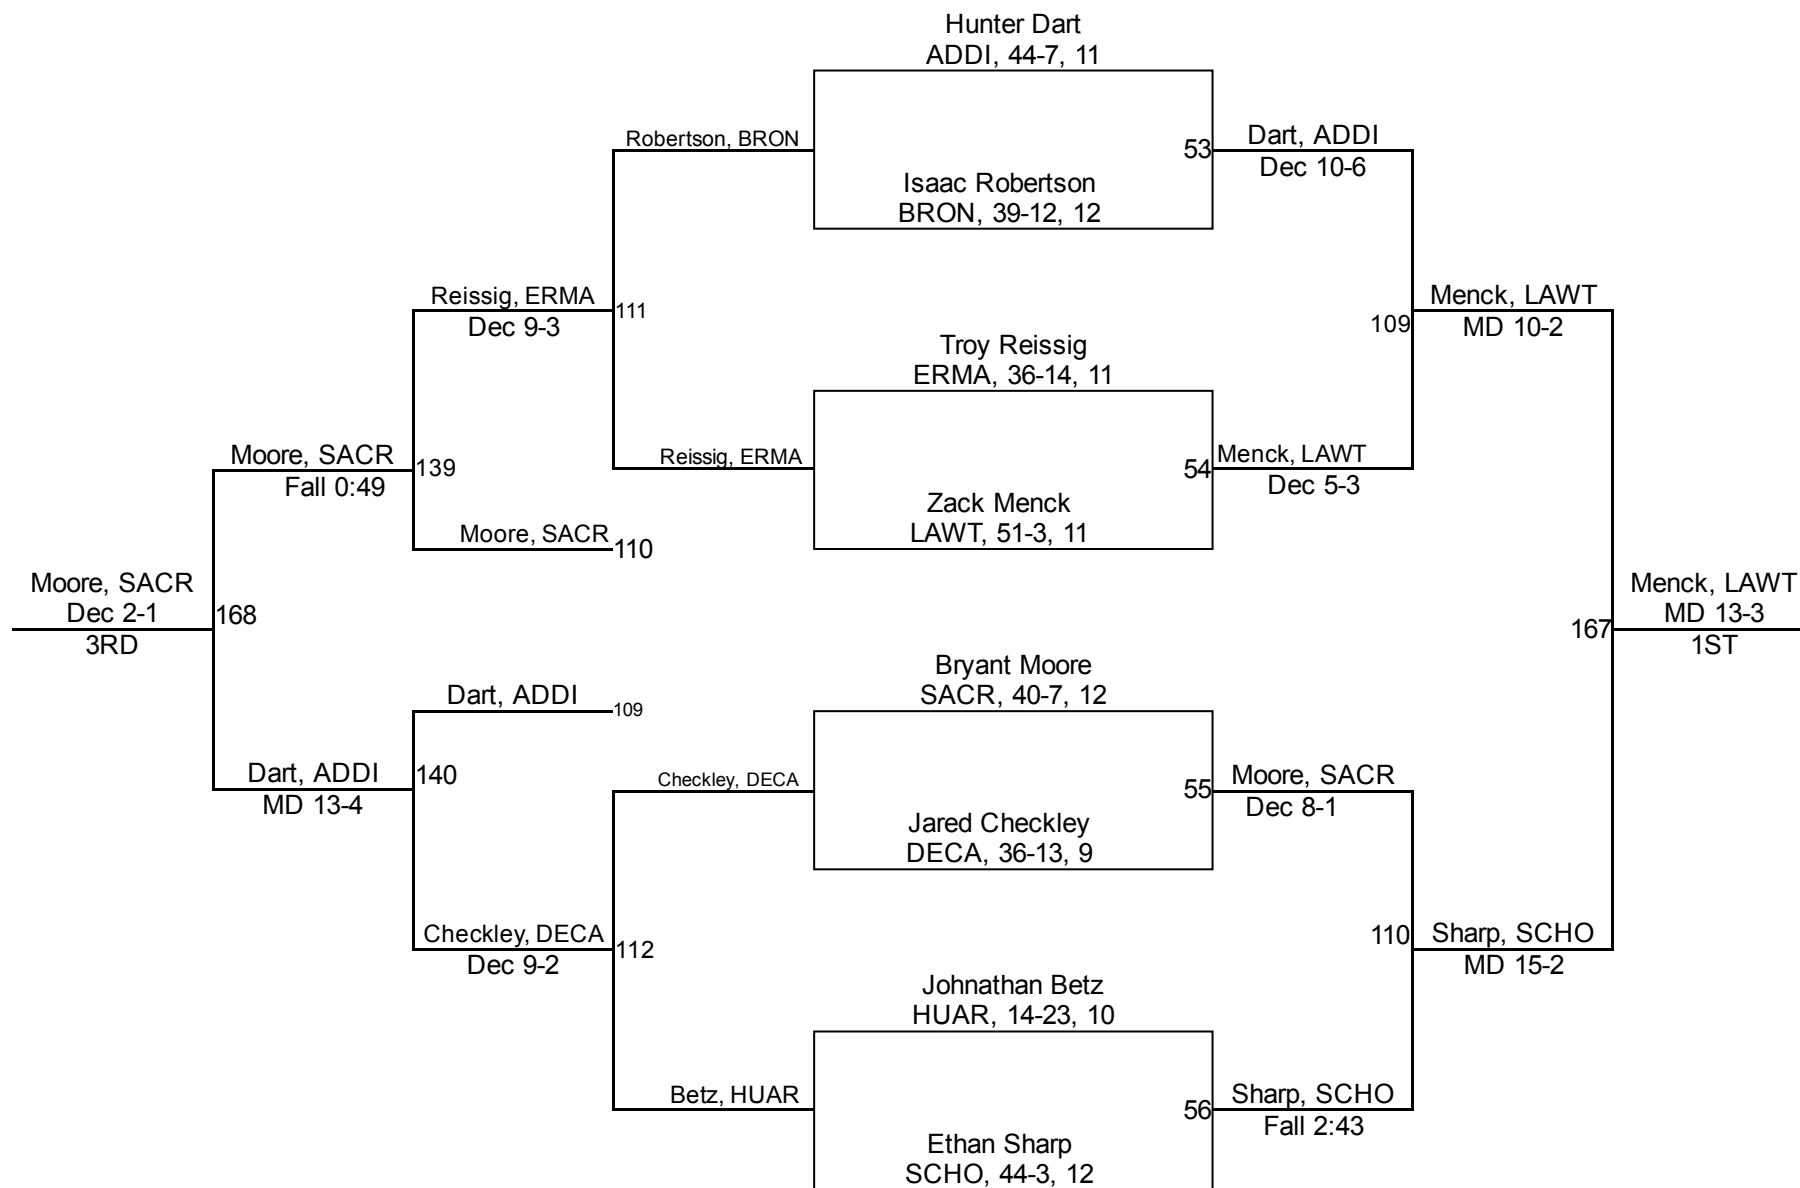 Hunter Dart
ADDI, 44-7, 11
Robertson, BRON
53
Dart, ADDI
Dec 10-6
Isaac Robertson
BRON, 39-12, 12
Reissig, ERMA
Dec 9-3
111
109
Menck, LAWT
MD 10-2
Troy Reissig
ERMA, 36-14, 11
Moore, SACR
Fall 0:49
139
Reissig, ERMA
54
Menck, LAWT
Dec 5-3
Zack Menck
LAWT, 51-3, 11
Moore, SACR
110
Moore, SACR
Dec 2-1
3RD
168
167
Menck, LAWT
MD 13-3
1ST
Bryant Moore
SACR, 40-7, 12
Dart, ADDI
109
Dart, ADDI
MD 13-4
140
Checkley, DECA
55
Moore, SACR
Dec 8-1
Jared Checkley
DECA, 36-13, 9
Checkley, DECA
Dec 9-2
112
110
Sharp, SCHO
MD 15-2
Johnathan Betz
HUAR, 14-23, 10
Betz, HUAR
56
Sharp, SCHO
Fall 2:43
Ethan Sharp
SCHO, 44-3, 12